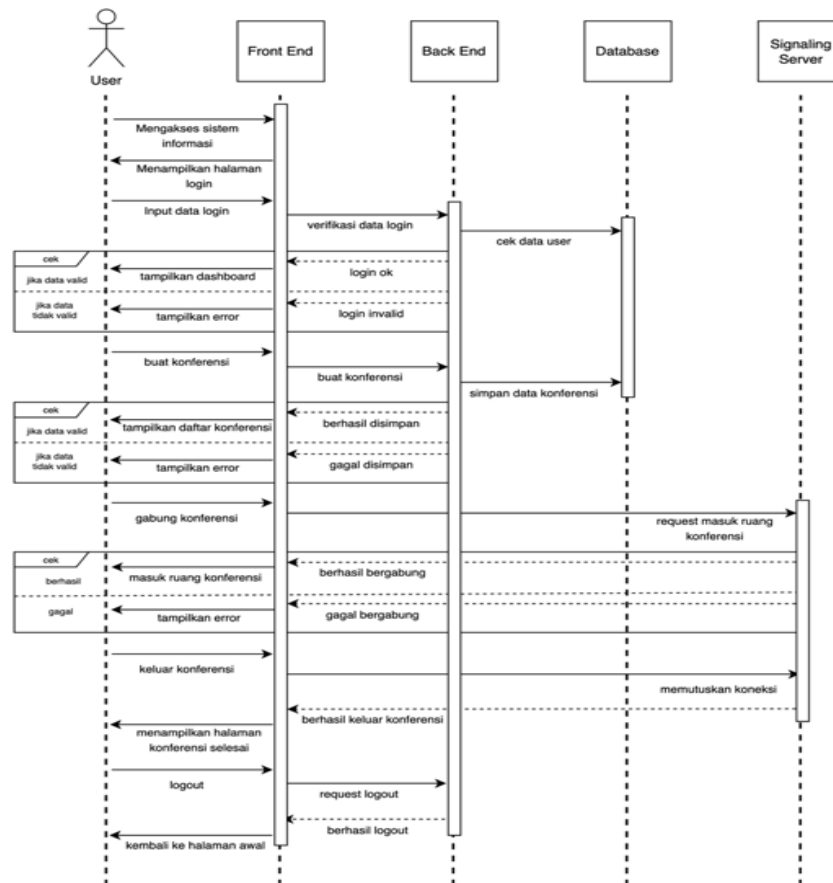 User
Front End
Back End
Database
Signaling
Server
Mengakses sistem
informasi
Menampilkan halaman
login
Input data login
verifikasi data login
cek data user
cek
jika data valid
tampilkan dashboard
login ok
jika data
tidak valid
tampilkan error
login invalid
buat konferensi
buat konferensi
simpan data konferensi
cek
jika data valid
tampilkan daftar konferensi
berhasil disimpan
jika data
tidak valid
tampilkan error
gagal disimpan
gabung konferensi
request masuk ruang
konferensi
cek
berhasil
masuk ruang konferensi
berhasil bergabung
gagal
tampilkan error
gagal bergabung
keluar konferensi
memutuskan koneksi
berhasil keluar konferensi
menampilkan halaman
konferensi selesai
logout
request logout
berhasil logout
kembali ke halaman awal